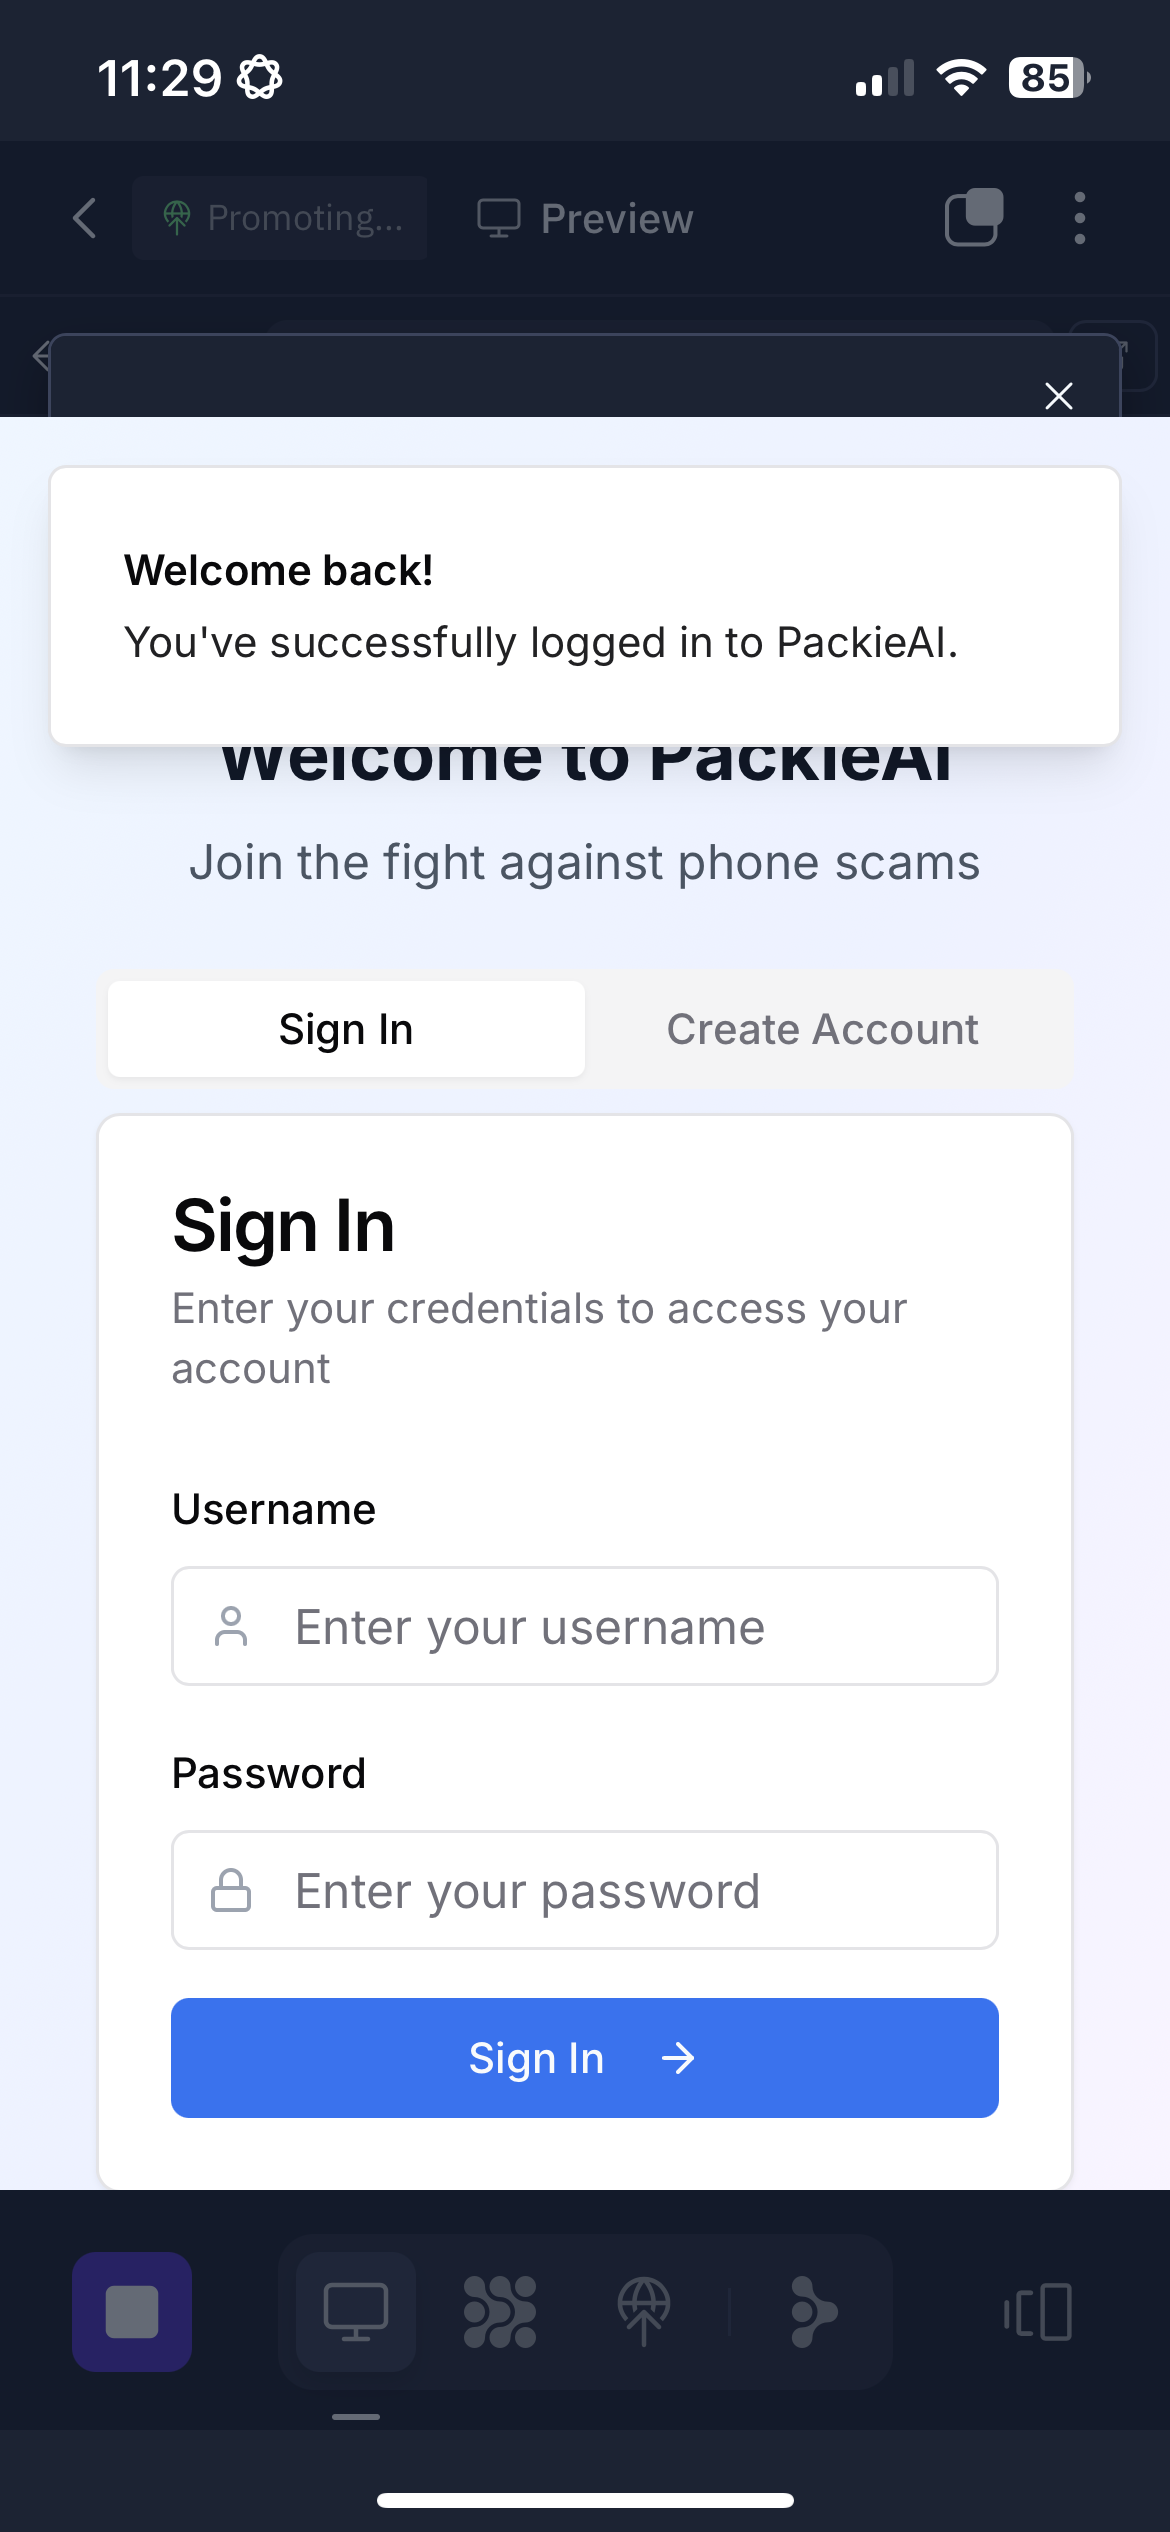 11:29
85
Promoting...
Preview
Welcome back!
You've successfully logged in to PackieAI.
Welcome to PackieAI
Join the fight against phone scams
Sign In
Create Account
Sign In
Enter your credentials to access your
account
Username
Enter your username
Password
Enter your password
Sign In